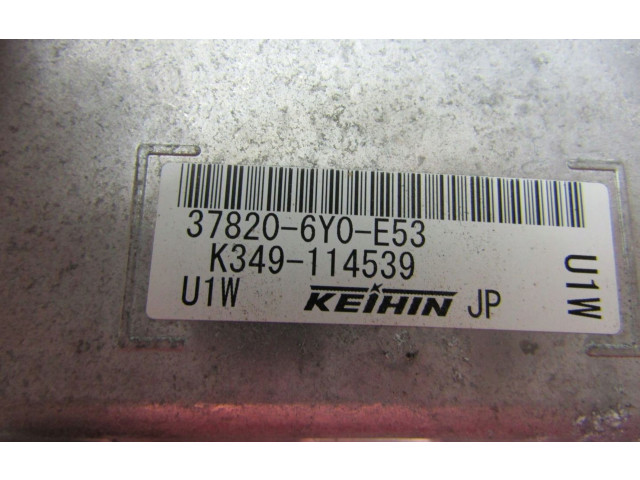 37820-6Y0-E53
K349-114539
U1W KEIHIN JP
U1W